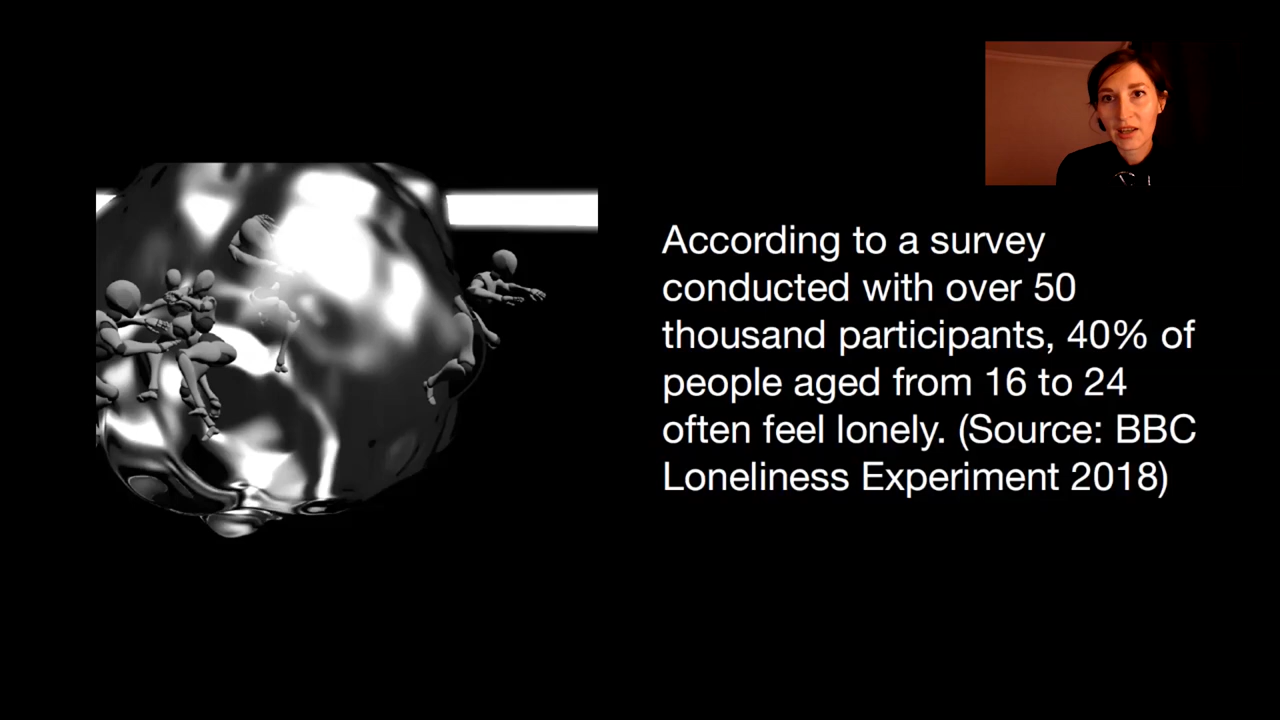 According to a survey
conducted with over 50
thousand participants, 40% of
people aged from 16 to 24
often feel lonely. (Source: BBC
Loneliness Experiment 2018)